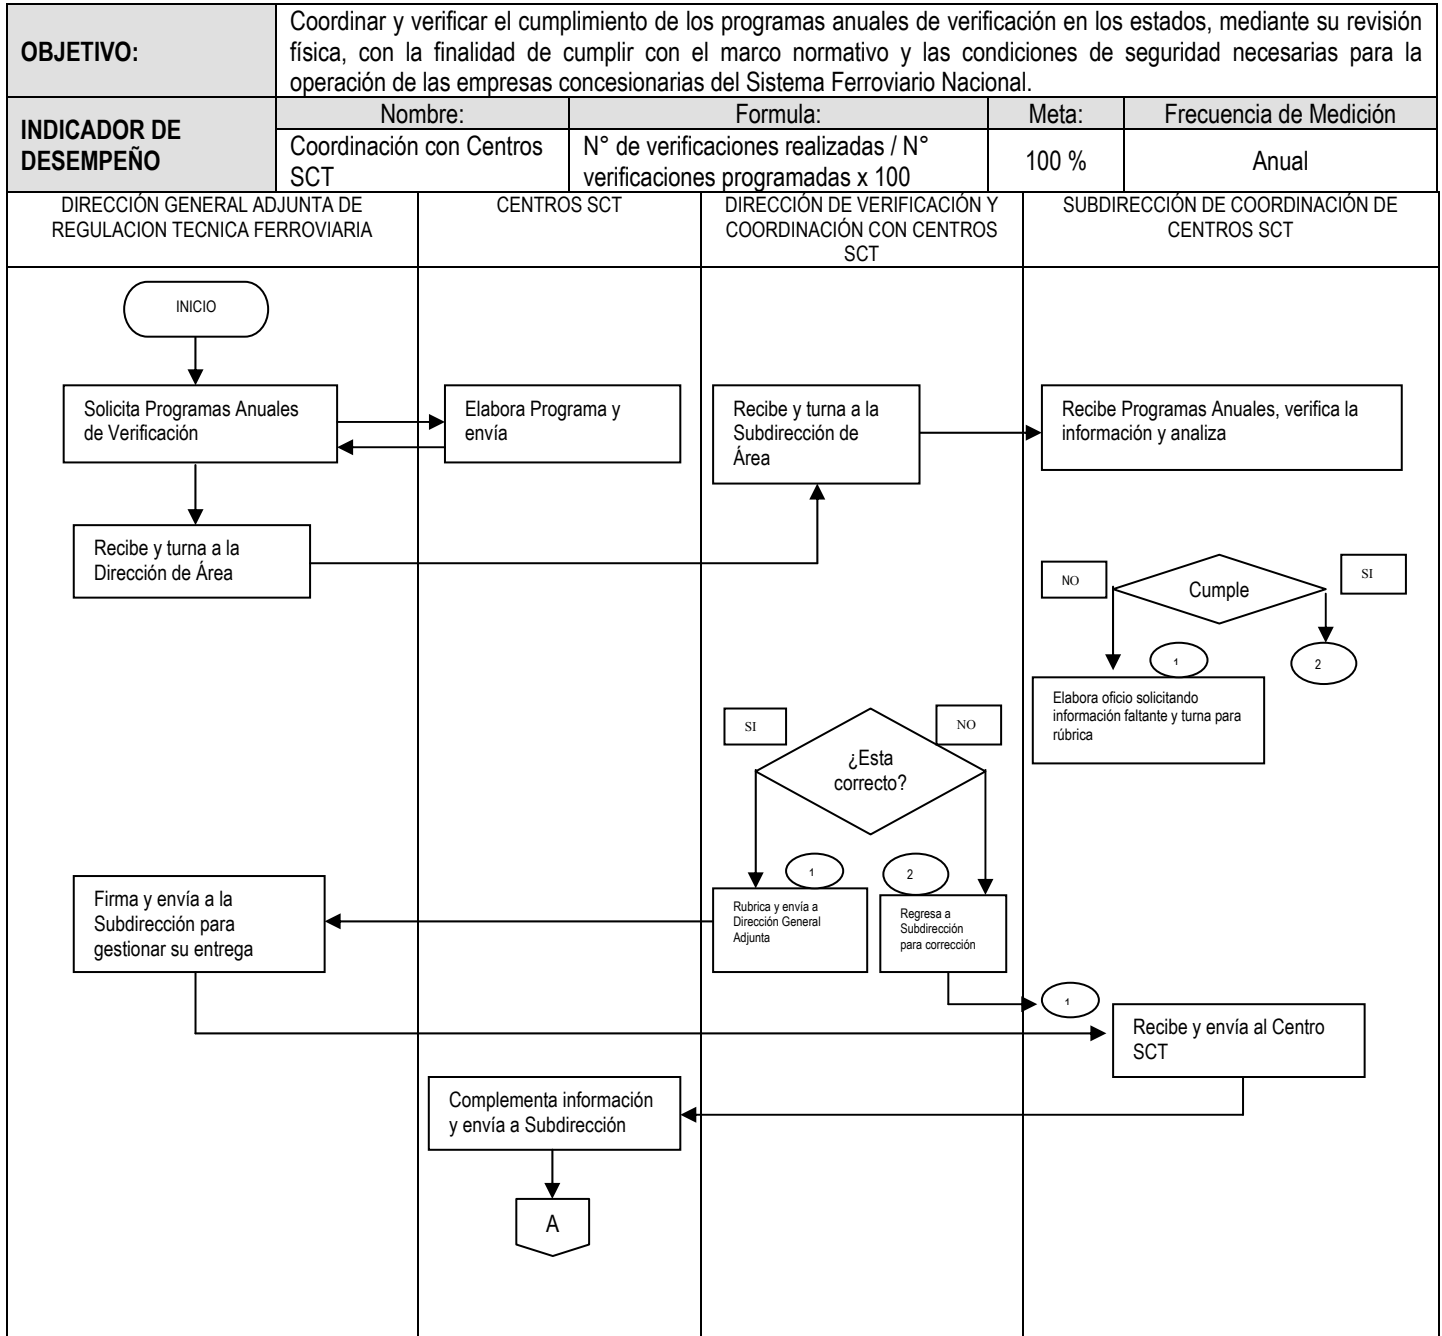 OBJETIVO:
Coordinar y verificar el cumplimiento de los programas anuales de verificación en los estados, mediante su revisión
física, con la finalidad de cumplir con el marco normativo y las condiciones de seguridad necesarias para la
operación de las empresas concesionarias del Sistema Ferroviario Nacional.
INDICADOR DE
DESEMPEÑO
Nombre:
Formula:
Meta:
Frecuencia de Medición
Coordinación con Centros
SCT
N° de verificaciones realizadas / N°
verificaciones programadas x 100
100 %
Anual
DIRECCIÓN GENERAL ADJUNTA DE
REGULACION TECNICA FERROVIARIA
CENTROS SCT
DIRECCIÓN DE VERIFICACIÓN Y
COORDINACIÓN CON CENTROS
SCT
SUBDIRECCIÓN DE COORDINACIÓN DE
CENTROS SCT
INICIO
Solicita Programas Anuales
de Verificación
Elabora Programa y
envía
Recibe y turna a la
Subdirección de
Área
Recibe Programas Anuales, verifica la
información y analiza
Recibe y turna a la
Dirección de Área
NO
Cumple
SI
1
2
Elabora oficio solicitando
información faltante y turna para
rúbrica
SI
NO
¿Esta
correcto?
1
2
Firma y envía a la
Subdirección para
gestionar su entrega
Rubrica y envía a
Dirección General
Adjunta
Regresa a
Subdirección
para corrección
1
Recibe y envía al Centro
SCT
Complementa información
y envía a Subdirección
A